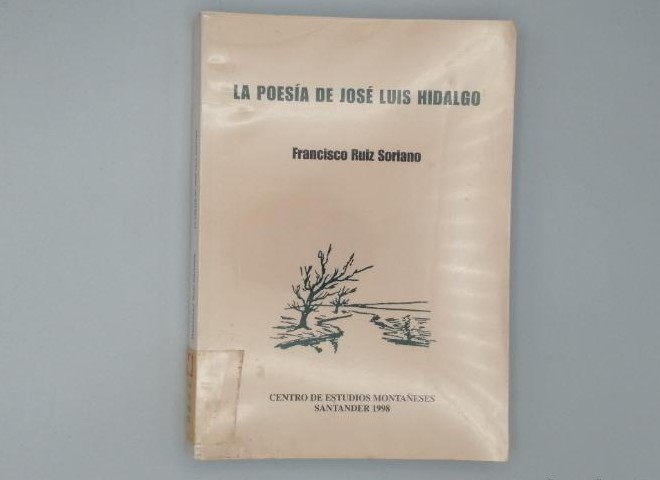 LA POESÍA DE JOSÉ LUIS HIDALGO
Francisco Ruiz Soriano
CENTRO DE ESTUDIOS MONTAÑESES
SANTANDER 1998